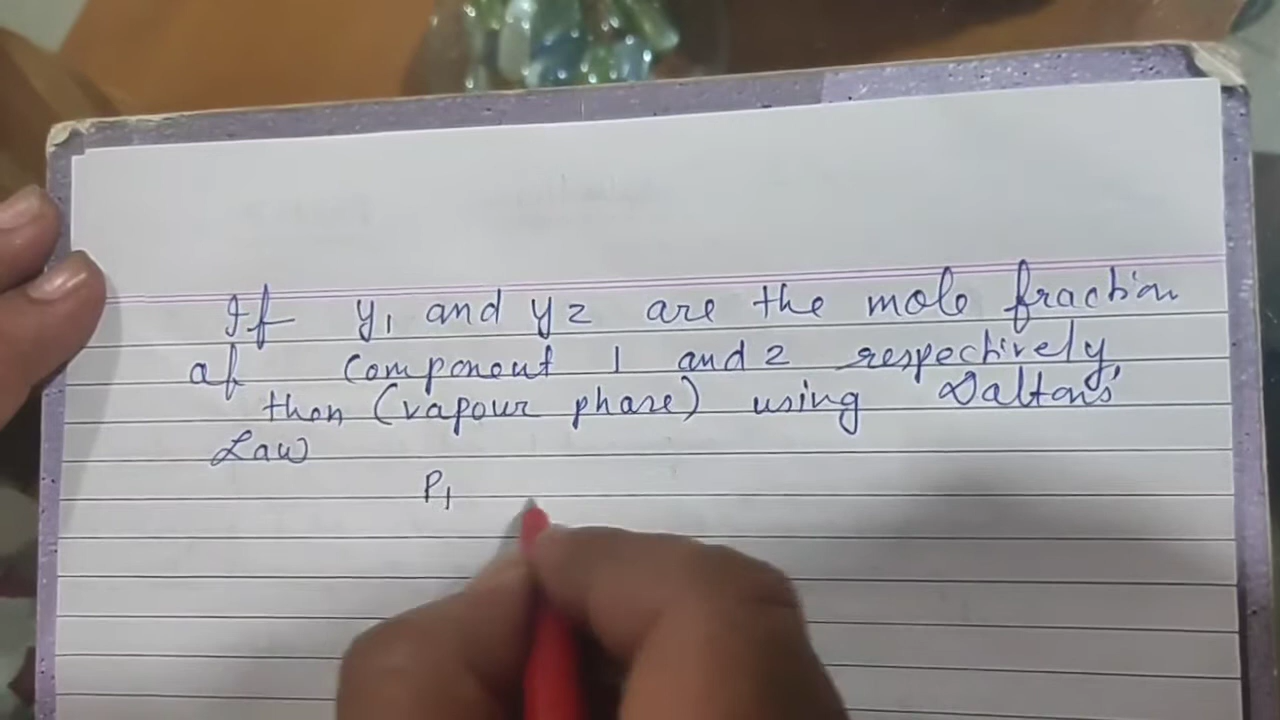 If y1 and y2 are the mole fraction
of component 1 and 2 respectively,
then (vapour phase) using Dalton's
Law
P1